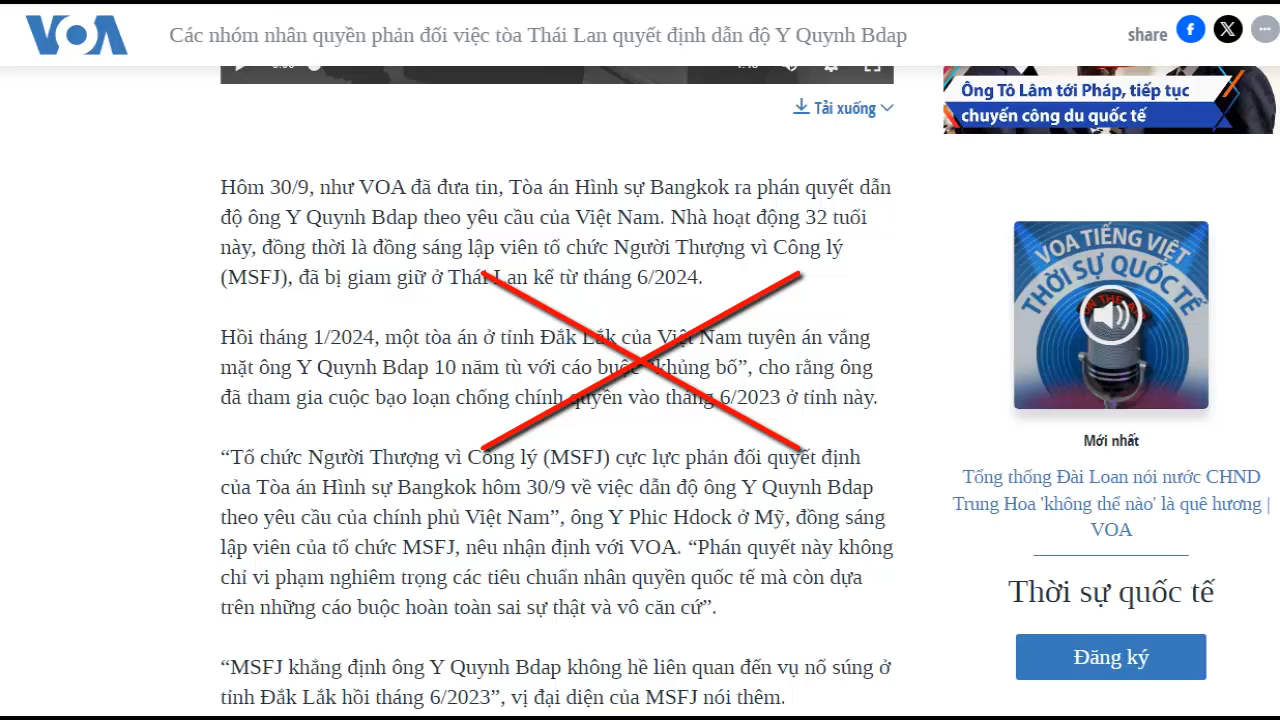 VOA
Các nhóm nhân quyền phản đối việc tòa Thái Lan quyết định dẫn độ Y Quynh Bdap
share
Tải xuống
Hôm 30/9, như VOA đã đưa tin, Tòa án Hình sự Bangkok ra phán quyết dẫn
độ ông Y Quynh Bdap theo yêu cầu của Việt Nam. Nhà hoạt động 32 tuổi
này, đồng thời là đồng sáng lập viên tổ chức Người Thượng vì Công lý
(MSFJ), đã bị giam giữ ở Thái Lan kể từ tháng 6/2024.
Hồi tháng 1/2024, một tòa án ở tỉnh Đắk Lắk của Việt Nam tuyên án vắng
mặt ông Y Quynh Bdap 10 năm tù với cáo buộc “khủng bố”, cho rằng ông
đã tham gia cuộc bạo loạn chống chính quyền vào tháng 6/2023 ở tỉnh này.
“Tổ chức Người Thượng vì Công lý (MSFJ) cực lực phản đối quyết định
của Tòa án Hình sự Bangkok hôm 30/9 về việc dẫn độ ông Y Quynh Bdap
theo yêu cầu của chính phủ Việt Nam”, ông Y Phic Hdock ở Mỹ, đồng sáng
lập viên của tổ chức MSFJ, nêu nhận định với VOA. “Phán quyết này không
chỉ vi phạm nghiêm trọng các tiêu chuẩn nhân quyền quốc tế mà còn dựa
trên những cáo buộc hoàn toàn sai sự thật và vô căn cứ”.
“MSFJ khẳng định ông Y Quynh Bdap không hề liên quan đến vụ nổ súng ở
tỉnh Đắk Lắk hồi tháng 6/2023”, vị đại diện của MSFJ nói thêm.
Ông Tô Lâm tới Pháp, tiếp tục
chuyến công du quốc tế
VOA TIẾNG VIỆT
THỜI SỰ QUỐC TẾ
ON THE
Mới nhất
Tổng thống Đài Loan nói nước CHND
Trung Hoa 'không thể nào' là quê hương |
VOA
Thời sự quốc tế
Đăng ký